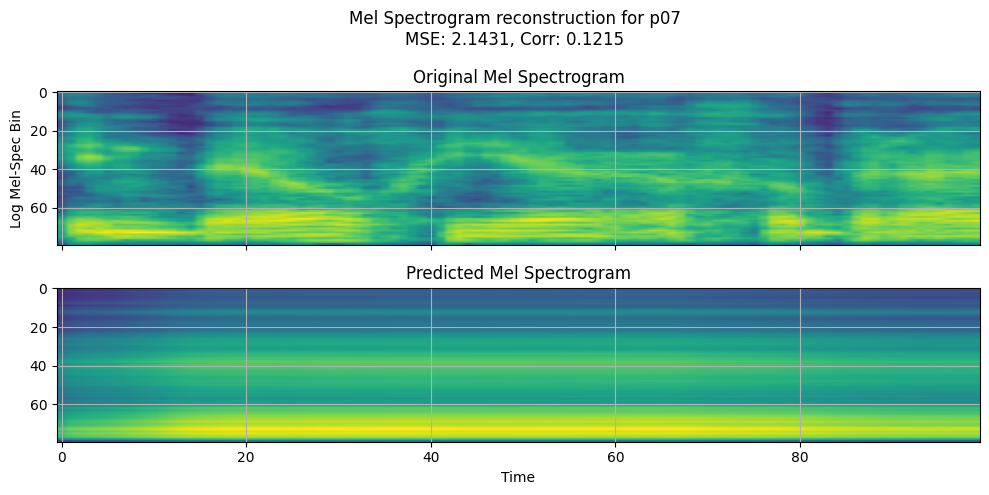 Mel Spectrogram reconstruction for p07
MSE: 2.1431, Corr: 0.1215
Original Mel Spectrogram
0
20
40
60
Log Mel-Spec Bin
Predicted Mel Spectrogram
0
20
40
60
0 20 40 60 80
Time